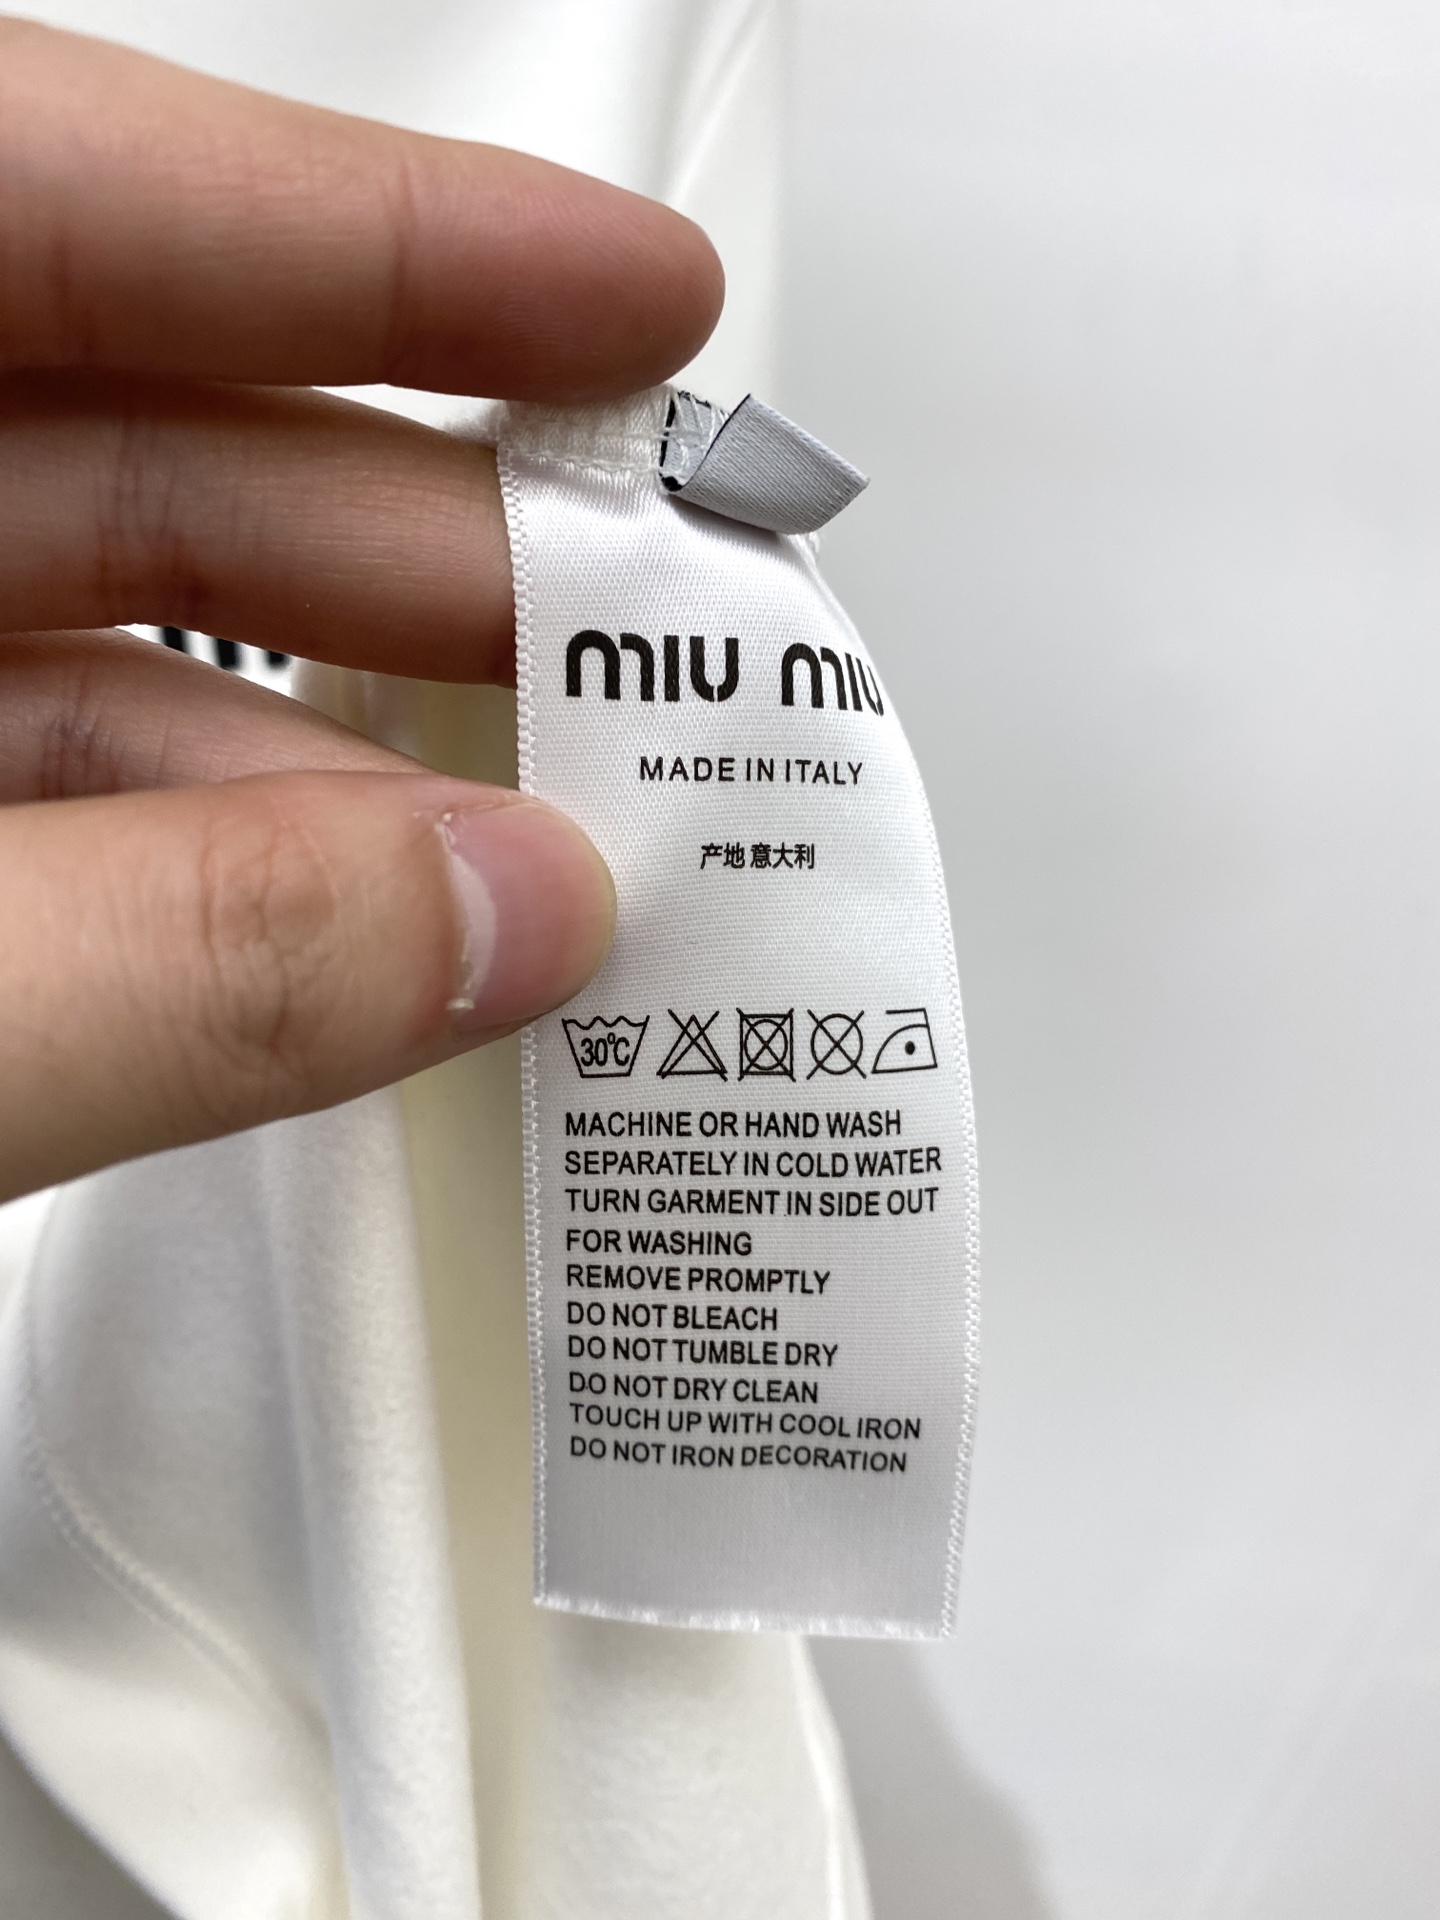 miu miu
MADE IN ITALY
产地 意大利
30℃
MACHINE OR HAND WASH
SEPARATELY IN COLD WATER
TURN GARMENT IN SIDE OUT
FOR WASHING
REMOVE PROMPTLY
DO NOT BLEACH
DO NOT TUMBLE DRY
DO NOT DRY CLEAN
TOUCH UP WITH COOL IRON
DO NOT IRON DECORATION